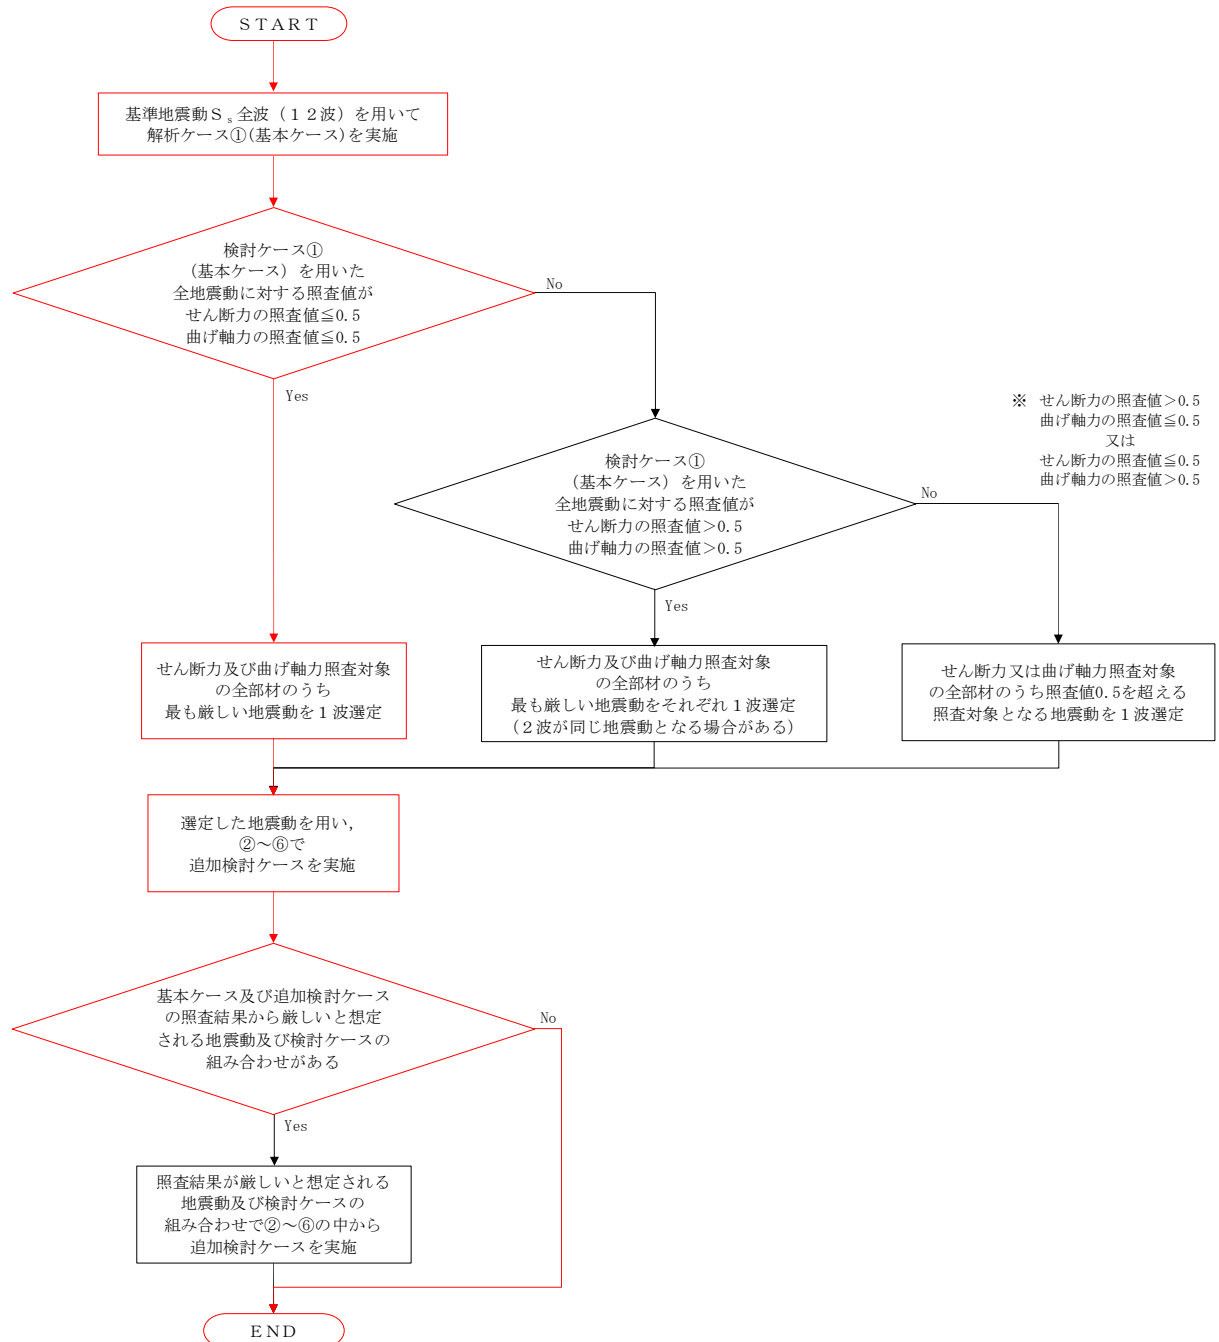 ＳＴＡＲＴ
基準地震動Ｓｓ全波（１２波）を用いて
解析ケース①(基本ケース)を実施
検討ケース①
（基本ケース）を用いた
全地震動に対する照査値が
せん断力の照査値≦0.5
曲げ軸力の照査値≦0.5
No
Yes
※ せん断力の照査値＞0.5
曲げ軸力の照査値≦0.5
又は
せん断力の照査値≦0.5
曲げ軸力の照査値＞0.5
検討ケース①
（基本ケース）を用いた
全地震動に対する照査値が
せん断力の照査値＞0.5
曲げ軸力の照査値＞0.5
No
Yes
せん断力及び曲げ軸力照査対象
の全部材のうち
最も厳しい地震動を１波選定
せん断力及び曲げ軸力照査対象
の全部材のうち
最も厳しい地震動をそれぞれ１波選定
（２波が同じ地震動となる場合がある）
せん断力又は曲げ軸力照査対象
の全部材のうち照査値0.5を超える
照査対象となる地震動を１波選定
選定した地震動を用い，
②～⑥で
追加検討ケースを実施
基本ケース及び追加検討ケース
の照査結果から厳しいと想定
される地震動及び検討ケースの
組み合わせがある
No
Yes
照査結果が厳しいと想定される
地震動及び検討ケースの
組み合わせで②～⑥の中から
追加検討ケースを実施
ＥＮＤ